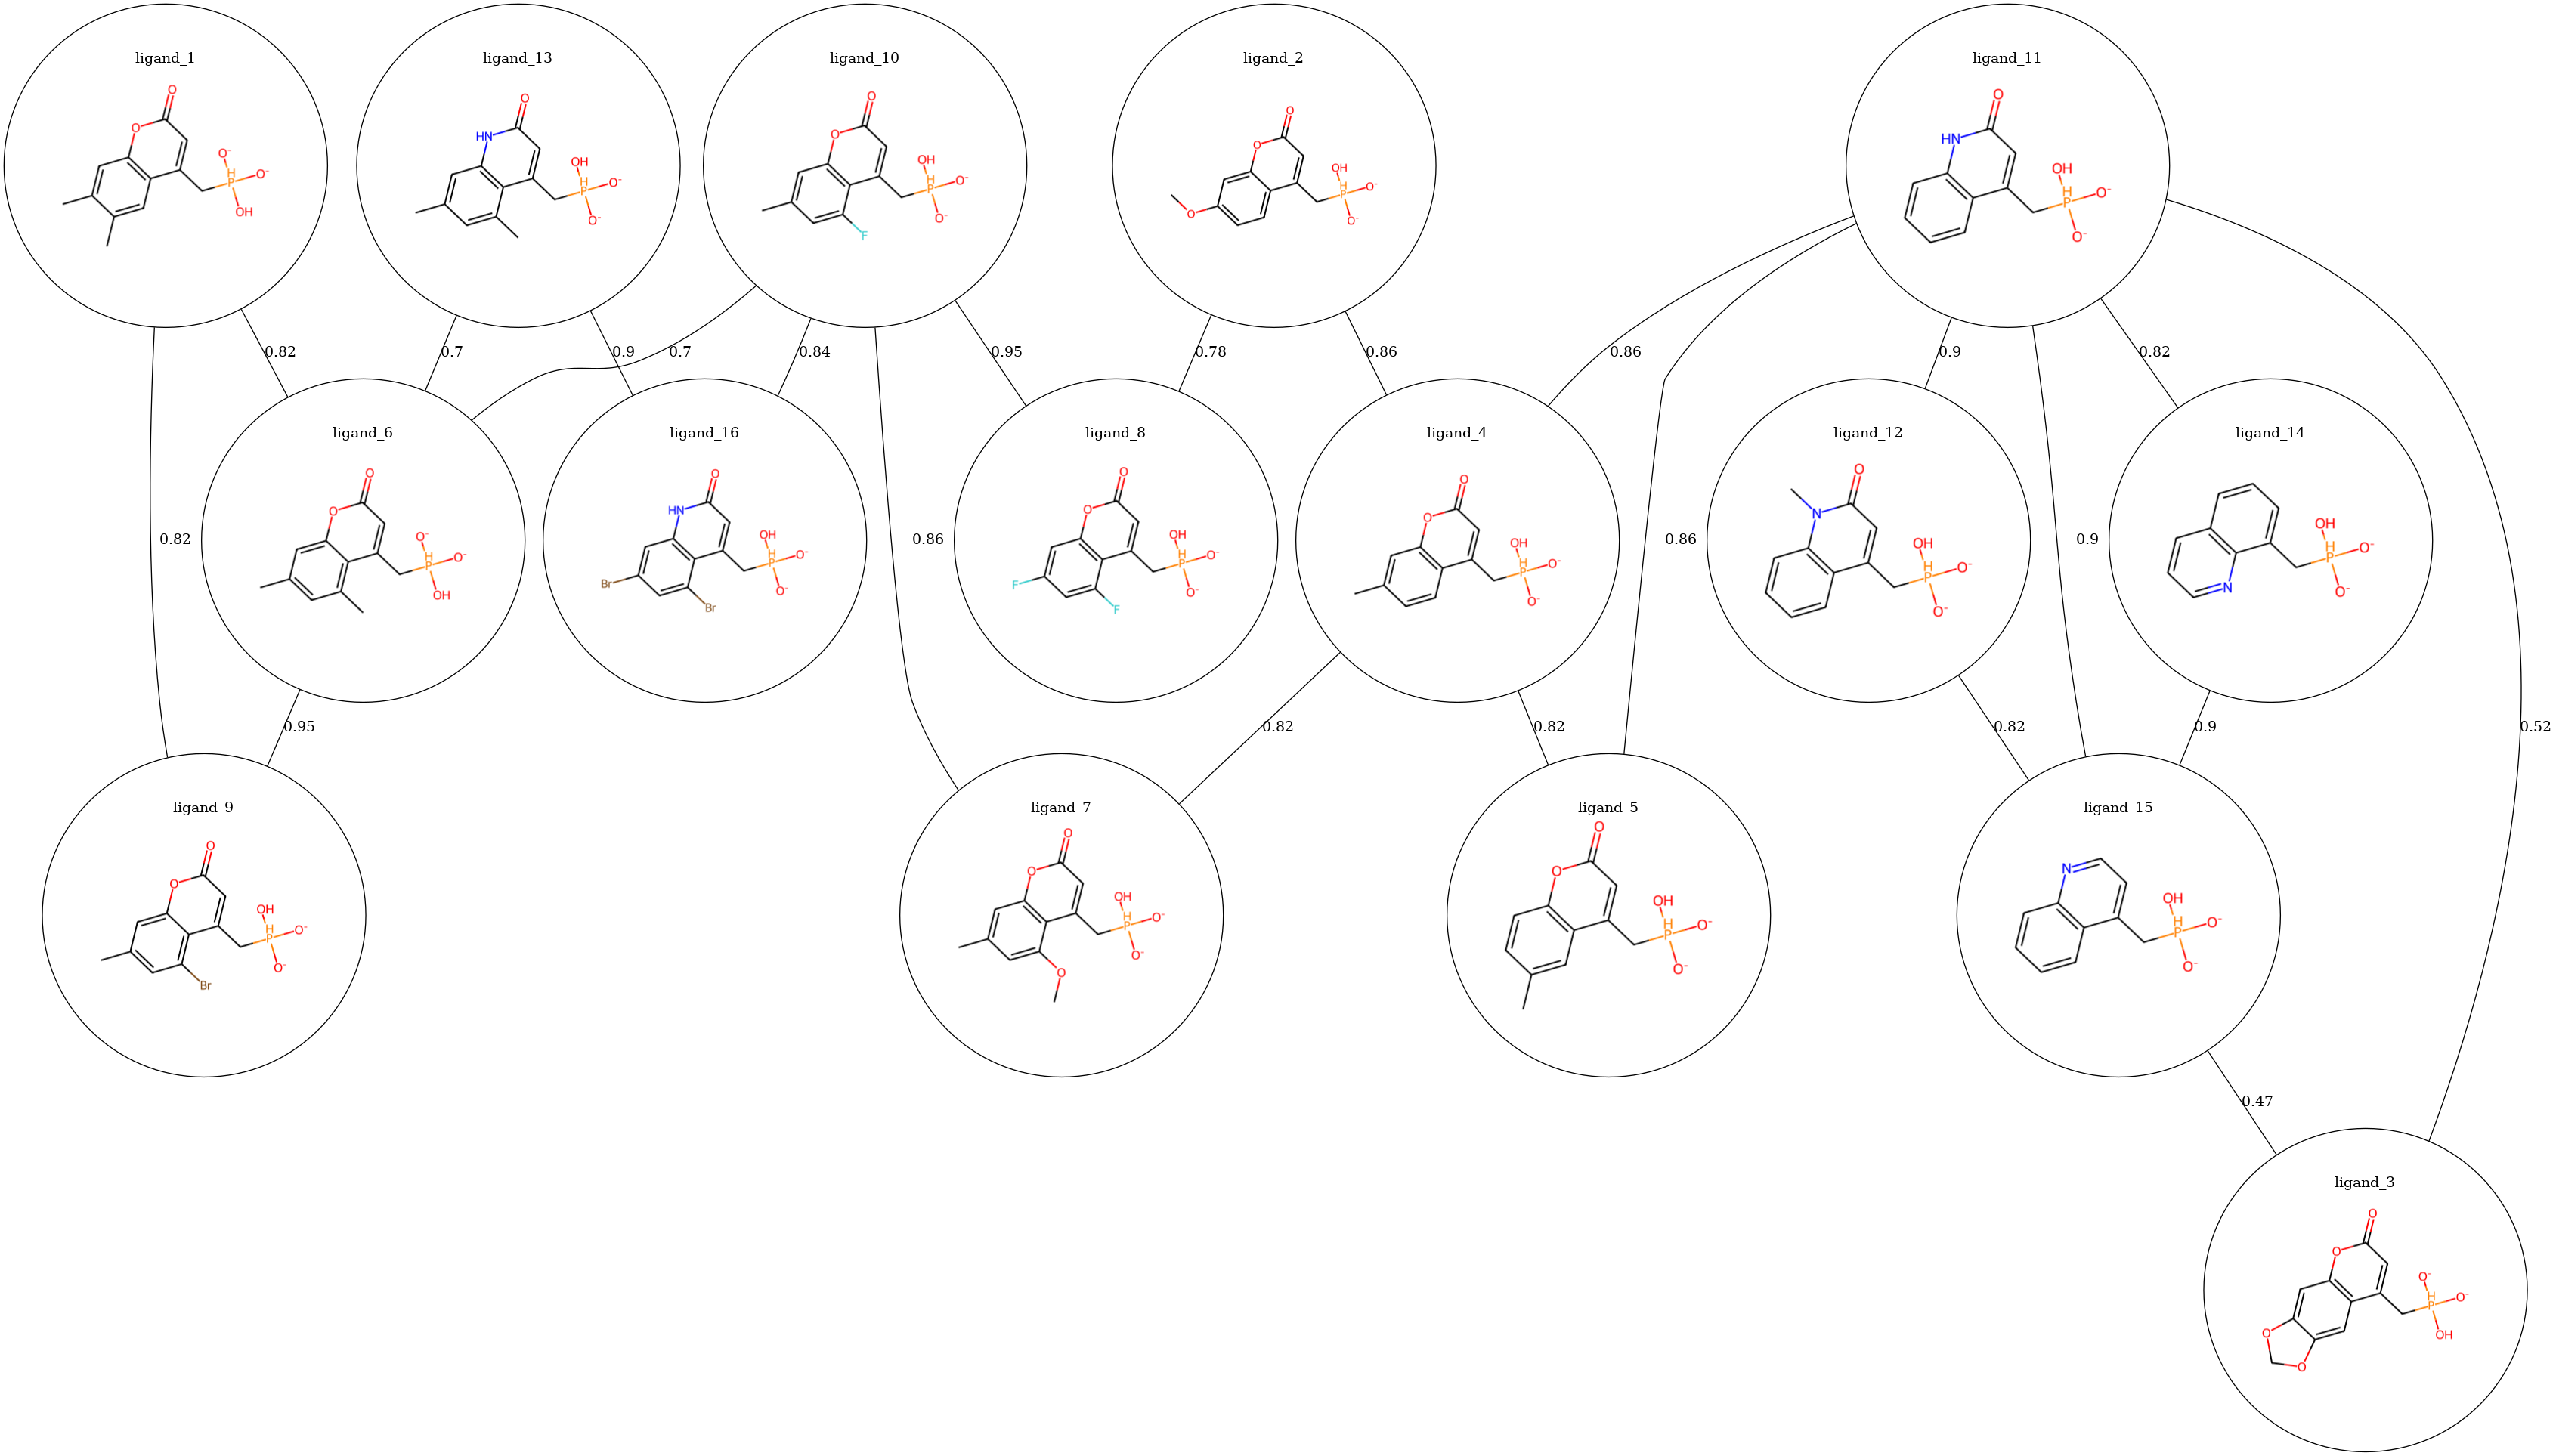 ligand_1
ligand_13
ligand_10
ligand_2
ligand_11
O
O
O⁻
H
P
O⁻
OH
O
HN
OH
H
P
O⁻
O⁻
O
O
OH
H
P
O⁻
O⁻
F
O
O
OH
H
P
O⁻
O⁻
O
O
HN
OH
H
P
O⁻
O⁻
0.82
0.7
0.9
0.7
0.84
0.95
0.78
0.86
0.86
0.9
0.82
ligand_6
ligand_16
ligand_8
ligand_4
ligand_12
ligand_14
O
O
O⁻
H
P
O⁻
OH
O
HN
OH
H
P
O⁻
O⁻
Br
Br
O
O
OH
H
P
O⁻
O⁻
F
F
O
O
OH
H
P
O⁻
O⁻
O
N
OH
H
P
O⁻
O⁻
OH
H
P
O⁻
O⁻
N
0.82
0.86
0.86
0.9
0.95
0.82
0.82
0.82
0.9
0.52
ligand_9
ligand_7
ligand_5
ligand_15
O
O
OH
H
P
O⁻
O⁻
Br
O
O
OH
H
P
O⁻
O⁻
O
O
O
OH
H
P
O⁻
O⁻
N
OH
H
P
O⁻
O⁻
0.47
ligand_3
O
O
O⁻
H
P
O⁻
OH
O
O